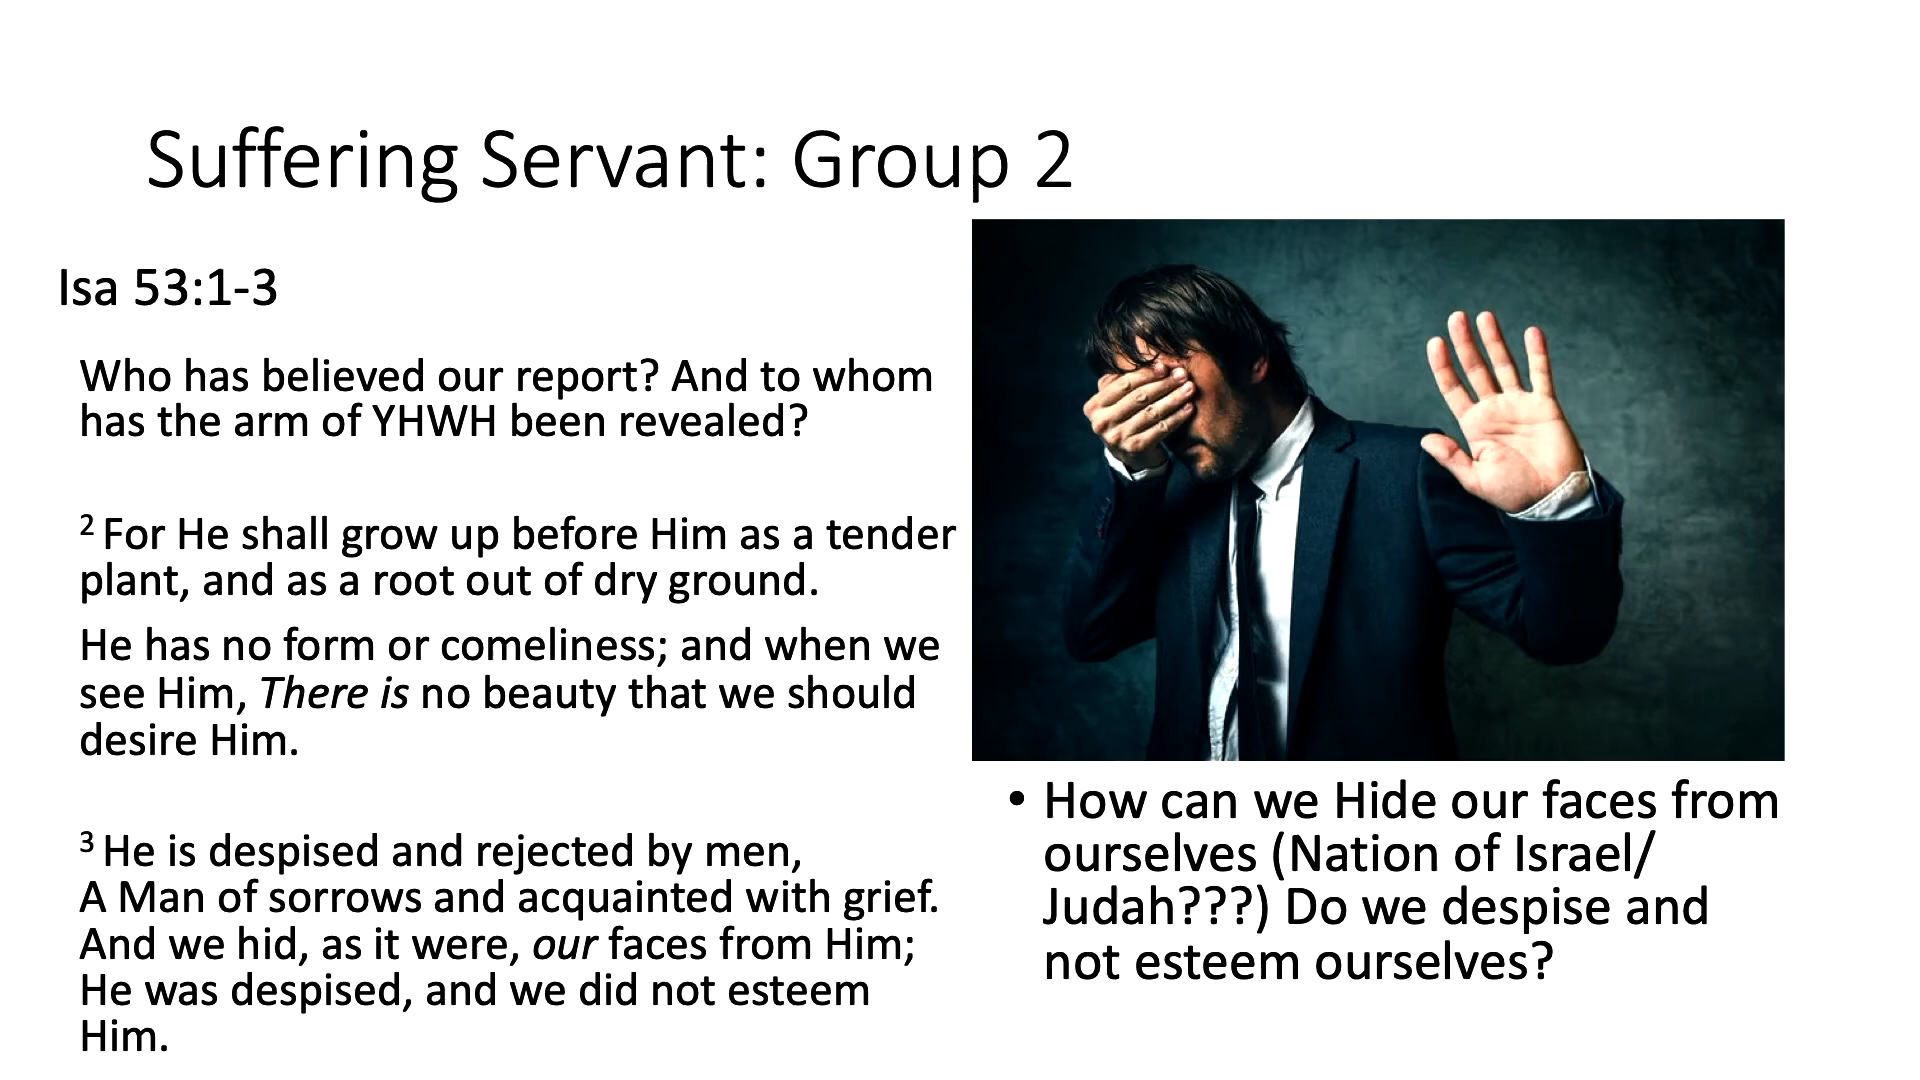 Suffering Servant: Group 2
Isa 53:1-3
Who has believed our report? And to whom
has the arm of YHWH been revealed?
2 For He shall grow up before Him as a tender
plant, and as a root out of dry ground.
He has no form or comeliness; and when we
see Him, There is no beauty that we should
desire Him.
3 He is despised and rejected by men,
A Man of sorrows and acquainted with grief.
And we hid, as it were, our faces from Him;
He was despised, and we did not esteem
Him.
• How can we Hide our faces from
ourselves (Nation of Israel/
Judah???) Do we despise and
not esteem ourselves?